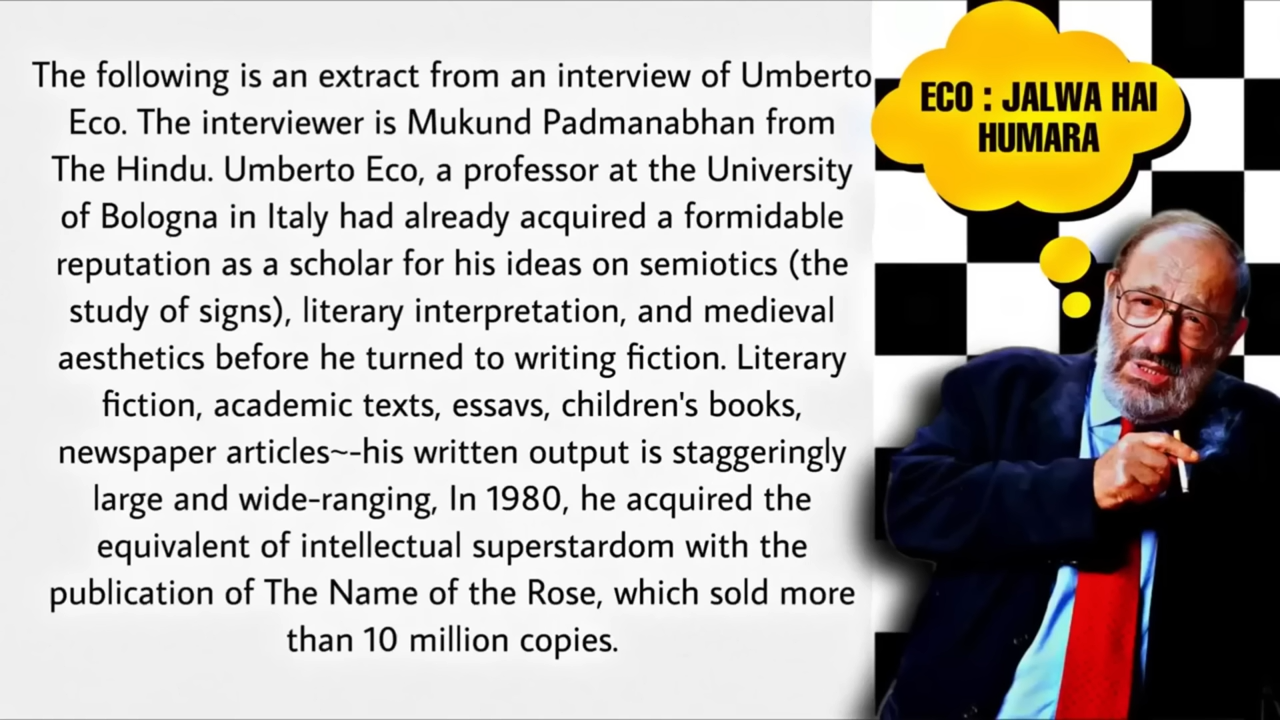 The following is an extract from an interview of Umberto
Eco. The interviewer is Mukund Padmanabhan from
The Hindu. Umberto Eco, a professor at the University
of Bologna in Italy had already acquired a formidable
reputation as a scholar for his ideas on semiotics (the
study of signs), literary interpretation, and medieval
aesthetics before he turned to writing fiction. Literary
fiction, academic texts, essavs, children's books,
newspaper articles~-his written output is staggeringly
large and wide-ranging, In 1980, he acquired the
equivalent of intellectual superstardom with the
publication of The Name of the Rose, which sold more
than 10 million copies.
ECO : JALWA HAI
HUMARA